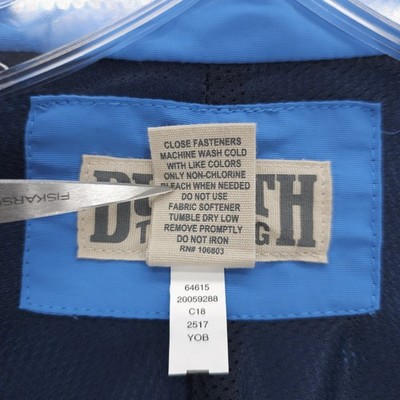 CLOSE FASTENERS
MACHINE WASH COLD
WITH LIKE COLORS
ONLY NON-CHLORINE
BLEACH WHEN NEEDED
DO NOT USE
FABRIC SOFTENER
TUMBLE DRY LOW
REMOVE PROMPTLY
DO NOT IRON
RN# 106803
FISKARS
64615
20059288
C18
2517
YOB